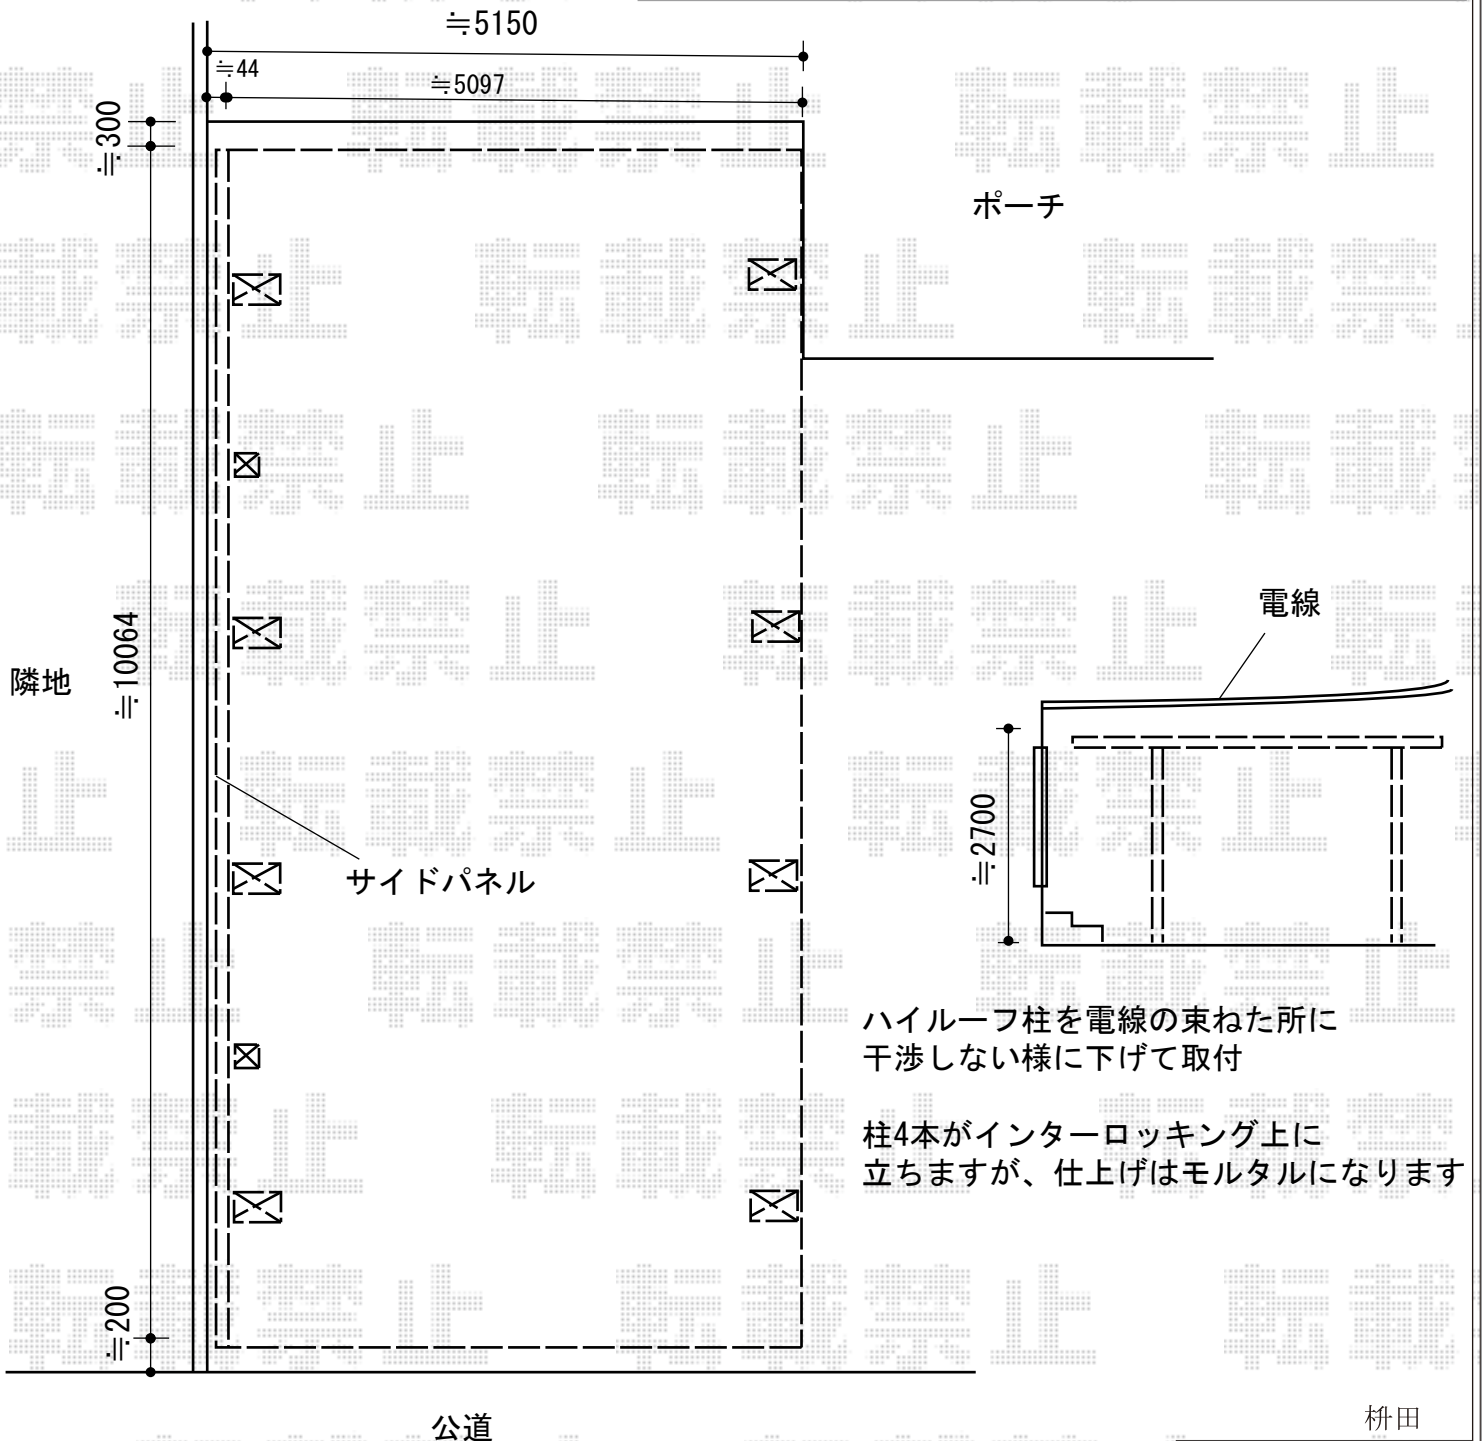 ≒5150
≒44
≒5097
≒300
ポーチ
電線
≒10064
隣地
≒2700
サイドパネル
ハイルーフ柱を電線の束ねた所に
干渉しない様に下げて取付
柱4本がインターロッキング上に
立ちますが、仕上げはモルタルになります
≒200
公道
枡田
転載禁止